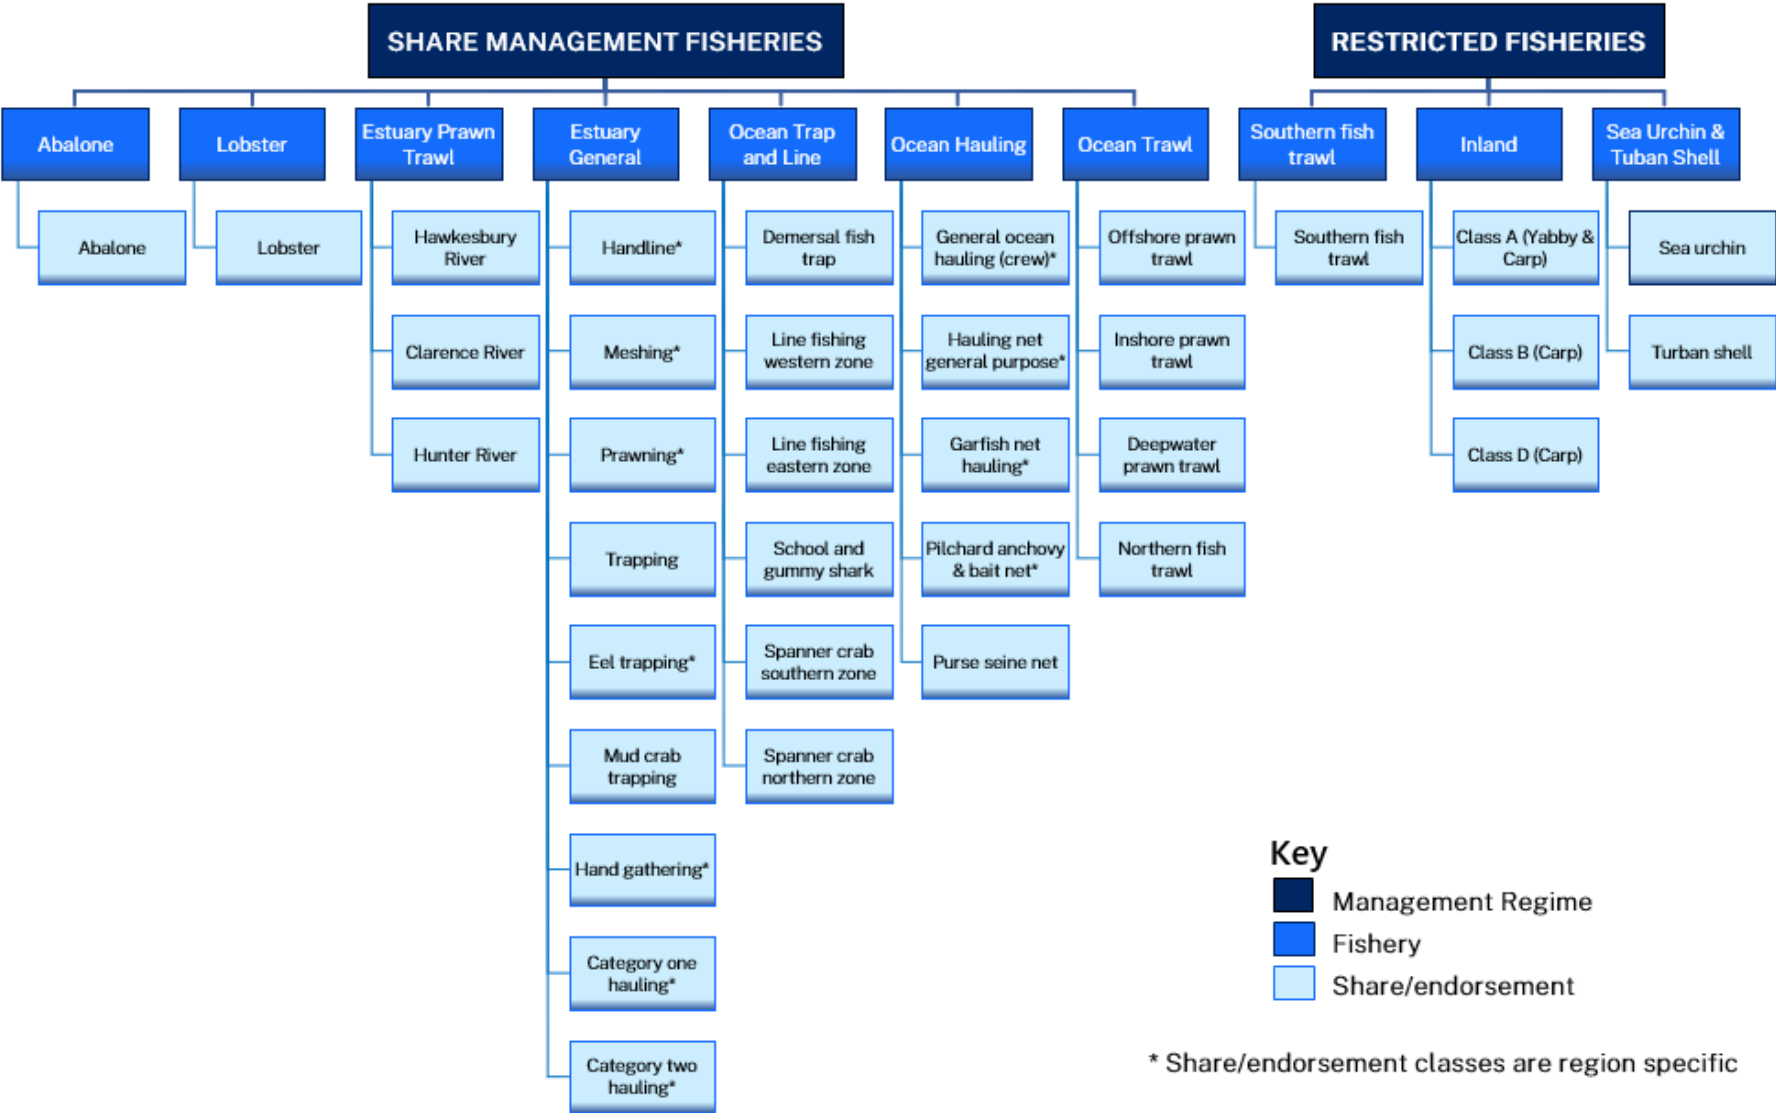 SHARE MANAGEMENT FISHERIES
RESTRICTED FISHERIES
Abalone
Lobster
Estuary Prawn
Trawl
Estuary
General
Ocean Trap
and Line
Ocean Hauling
Ocean Trawl
Southern fish
trawl
Inland
Sea Urchin &
Tuban Shell
Abalone
Lobster
Hawkesbury
River
Clarence River
Hunter River
Handline*
Meshing*
Prawning*
Trapping
Eel trapping*
Mud crab
trapping
Hand gathering*
Category one
hauling*
Category two
hauling*
Demersal fish
trap
Line fishing
western zone
Line fishing
eastern zone
School and
gummy shark
Spanner crab
southern zone
Spanner crab
northern zone
General ocean
hauling (crew)*
Hauling net
general purpose*
Garfish net
hauling*
Pilchard anchovy
& bait net*
Purse seine net
Offshore prawn
trawl
Inshore prawn
trawl
Deepwater
prawn trawl
Northern fish
trawl
Southern fish
trawl
Class A (Yabby &
Carp)
Class B (Carp)
Class D (Carp)
Sea urchin
Turban shell
Key
Management Regime
Fishery
Share/endorsement
* Share/endorsement classes are region specific